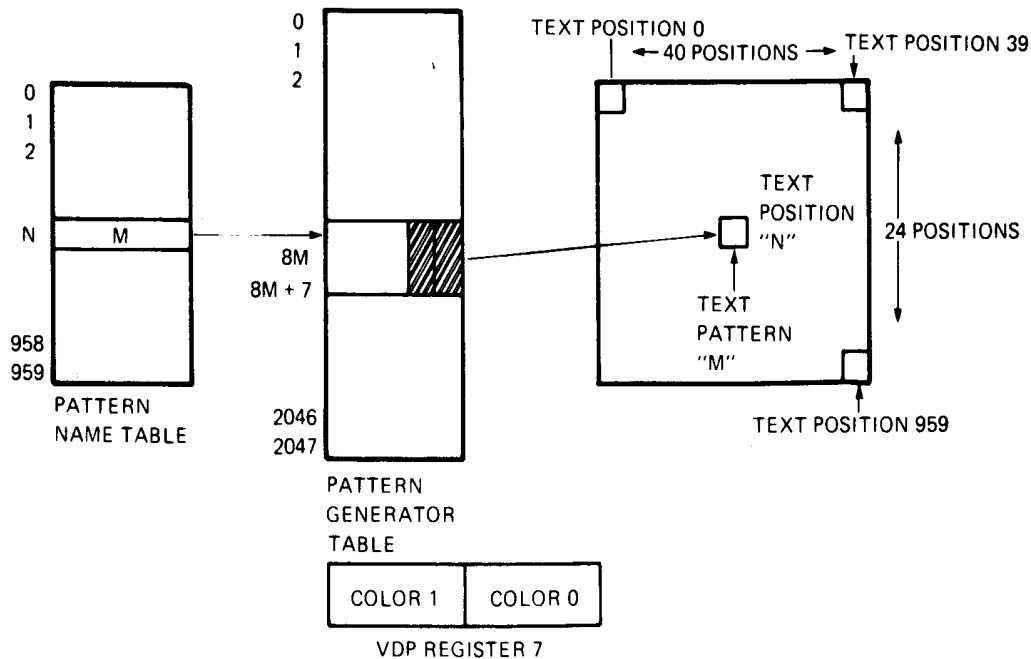 0
1
2
N
M
958
959
PATTERN
NAME TABLE
0
1
2
8M
8M + 7
2046
2047
PATTERN
GENERATOR
TABLE
COLOR 1
COLOR 0
VDP REGISTER 7
TEXT POSITION 0
40 POSITIONS
TEXT POSITION 39
TEXT
POSITION
"N"
24 POSITIONS
TEXT
PATTERN
"M"
TEXT POSITION 959